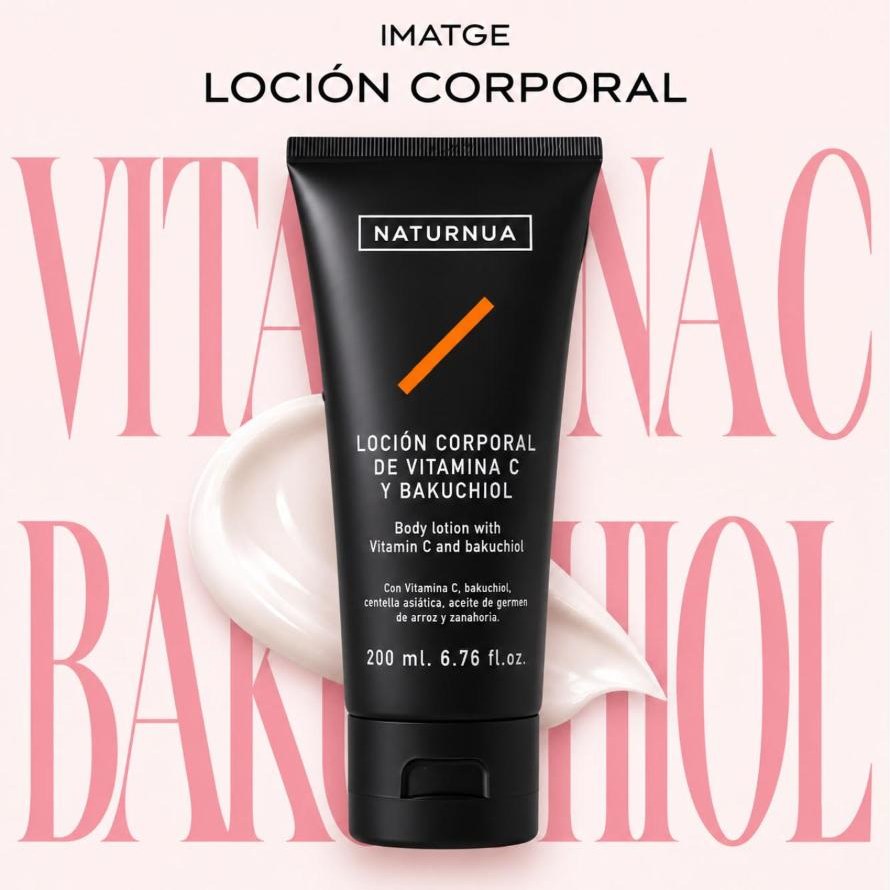 IMATGE
LOCIÓN CORPORAL
VITA NAC
NATURNUA
LOCIÓN CORPORAL
DE VITAMINA C
Y BAKUCHIOL
Body lotion with
Vitamin C and bakuchiol
Con Vitamina C, bakuchiol,
centella asiática, aceite de germen
de arroz y zanahoria.
200 ml. 6.76 fl.oz.
BAKU HIOL